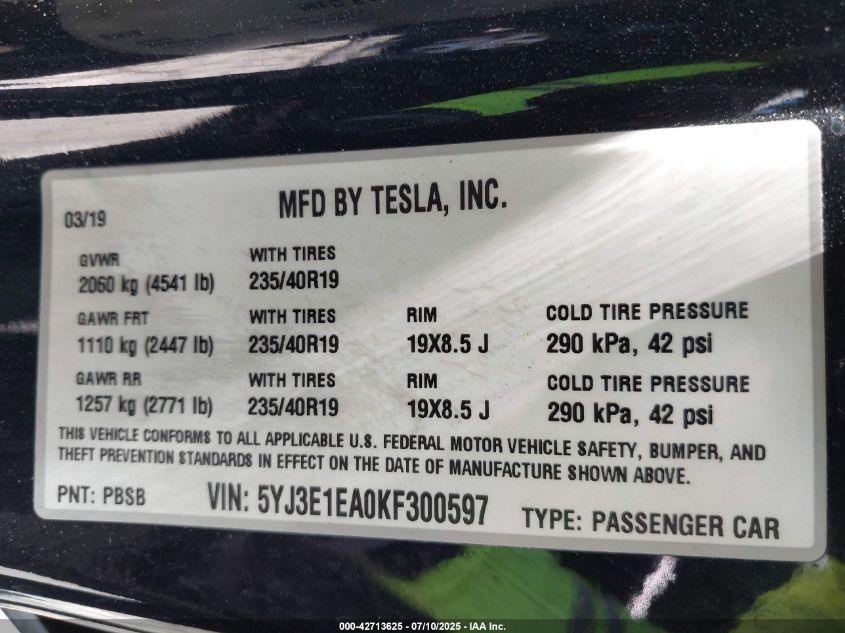 MFD BY TESLA, INC.
03/19
GVWR WITH TIRES
2060 kg (4541 lb) 235/40R19
GAWR FRT WITH TIRES RIM COLD TIRE PRESSURE
1110 kg (2447 lb) 235/40R19 19X8.5 J 290 kPa, 42 psi
GAWR RR WITH TIRES RIM COLD TIRE PRESSURE
1257 kg (2771 lb) 235/40R19 19X8.5 J 290 kPa, 42 psi
THIS VEHICLE CONFORMS TO ALL APPLICABLE U.S. FEDERAL MOTOR VEHICLE SAFETY, BUMPER, AND
THEFT PREVENTION STANDARDS IN EFFECT ON THE DATE OF MANUFACTURE SHOWN ABOVE.
PNT: PBSB VIN: 5YJ3E1EA0KF300597 TYPE: PASSENGER CAR
000-42713625 - 07/10/2025 - IAA Inc.